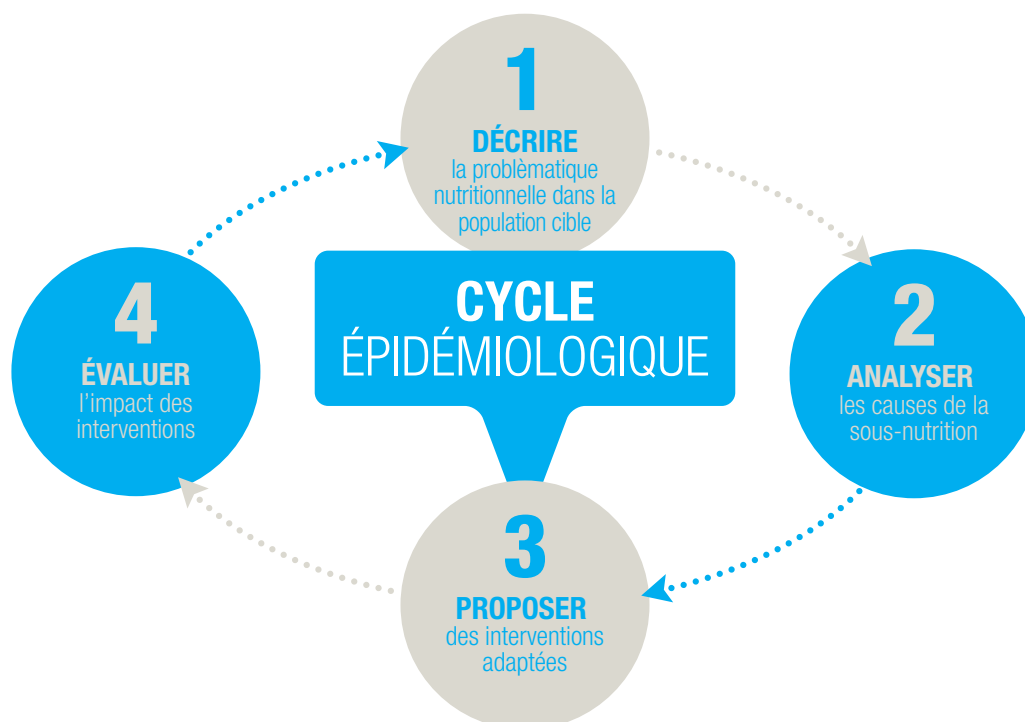 1
DÉCRIRE
la problèmatique
nutritionnelle dans la
population cible
CYCLE
ÉPIDÉMIOLOGIQUE
2
ANALYSER
les causes de la
sous-nutrition
3
PROPOSER
des interventions
adaptées
4
ÉVALUER
l'impact des
interventions